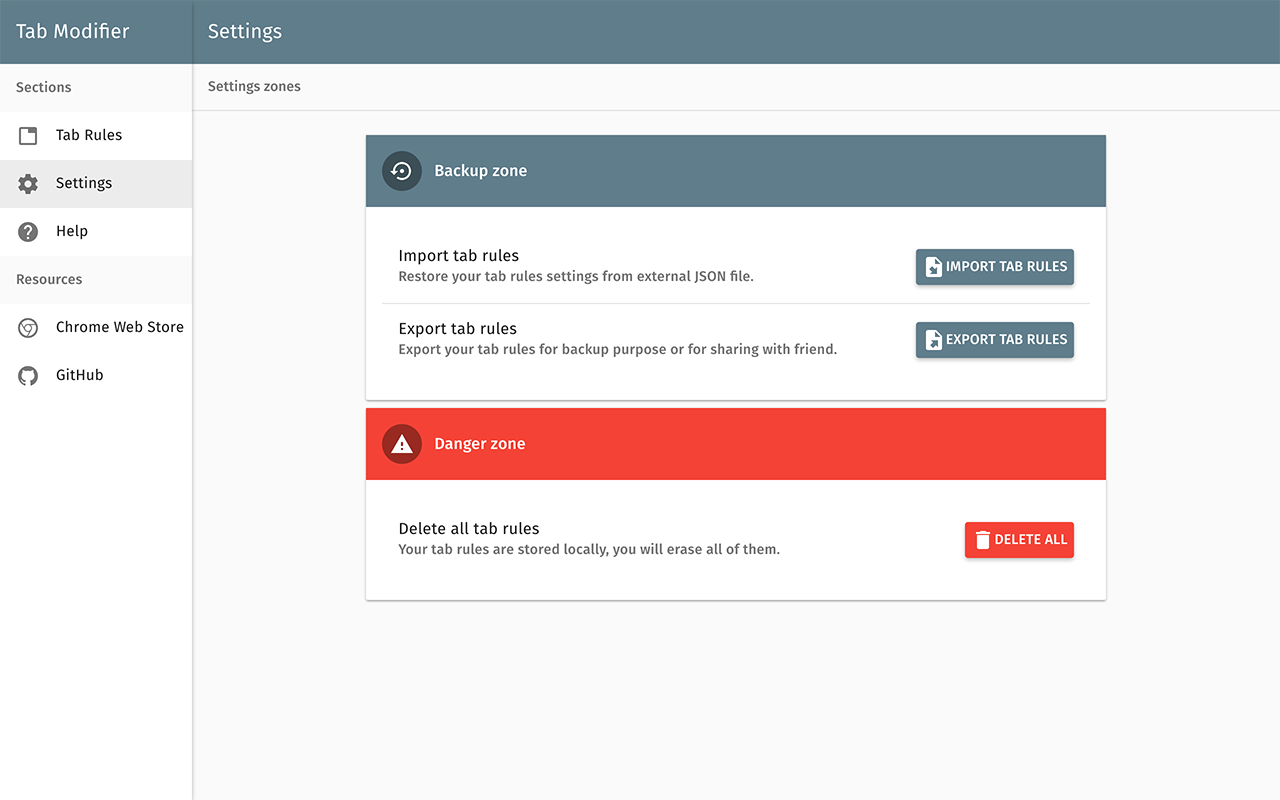 Tab Modifier
Settings
Sections
Settings zones
Tab Rules
Settings
Help
Resources
Chrome Web Store
GitHub
Backup zone
Import tab rules
Restore your tab rules settings from external JSON file.
IMPORT TAB RULES
Export tab rules
Export your tab rules for backup purpose or for sharing with friend.
EXPORT TAB RULES
Danger zone
Delete all tab rules
Your tab rules are stored locally, you will erase all of them.
DELETE ALL